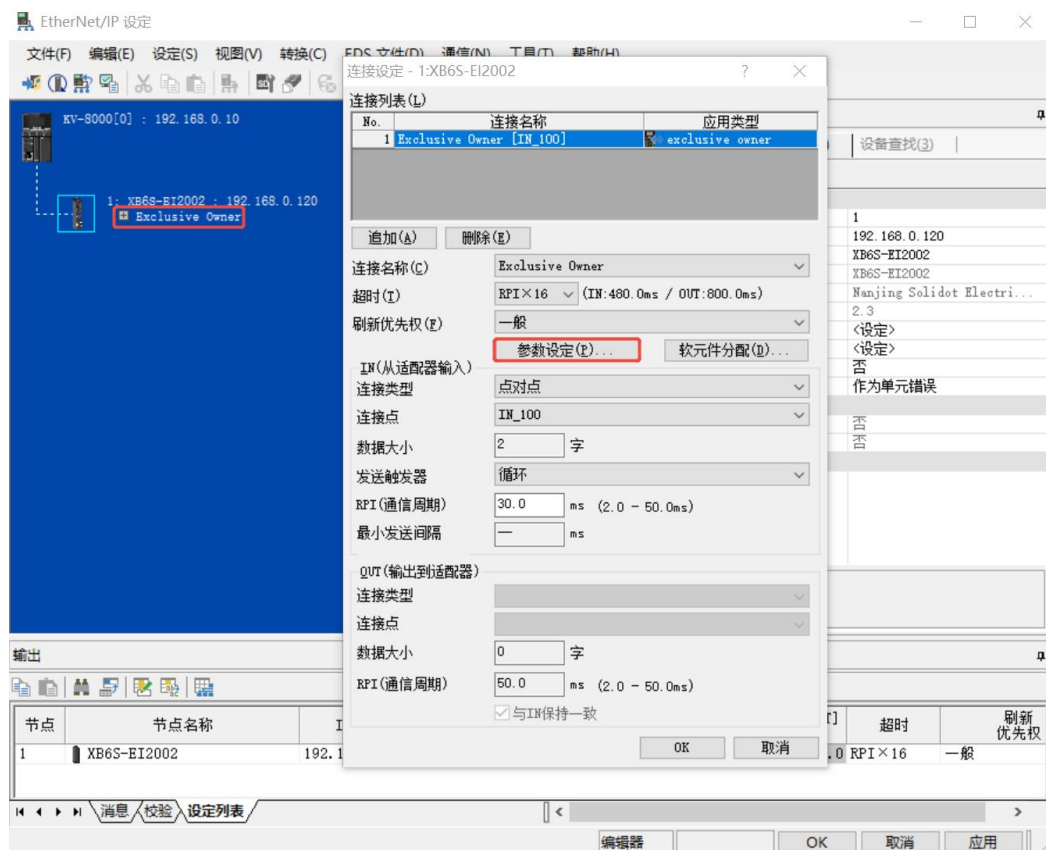 EtherNet/IP 设定
文件(F) 编辑(E) 设定(S) 视图(V) 转换(C) EDS 文件(D) 通信(N) 工具(T) 帮助(H)
KV-8000[0] : 192.168.0.10
1: XB6S-EI2002 : 192.168.0.120
Exclusive Owner
连接设定 - 1:XB6S-EI2002
连接列表(L)
No. 连接名称 应用类型
1 Exclusive Owner [IN_100] exclusive owner
追加(A) 删除(E)
连接名称(C) Exclusive Owner
超时(T) RPI×16 (IN:480.0ms / OUT:800.0ms)
刷新优先权(F) 一般
参数设定(P)... 软元件分配(D)...
IN(从适配器输入)
连接类型 点对点
连接点 IN_100
数据大小 2 字
发送触发器 循环
RPI(通信周期) 30.0 ms (2.0 - 50.0ms)
最小发送间隔 — ms
OUT(输出到适配器)
连接类型
连接点
数据大小 0 字
RPI(通信周期) 50.0 ms (2.0 - 50.0ms)
与IN保持一致
OK 取消
设备查找(3)
1
192.168.0.120
XB6S-EI2002
XB6S-EI2002
Nanjing Solidot Electri...
2.3
<设定>
<设定>
否
作为单元错误
否
否
输出
节点 节点名称 I T] 超时 刷新
优先权
1 XB6S-EI2002 192.1 .0 RPI×16 一般
消息 校验 设定列表
编辑器 OK 取消 应用